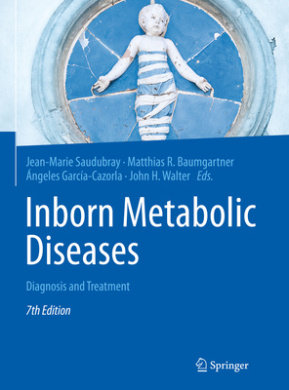 Jean-Marie Saudubray · Matthias R. Baumgartner
Ángeles García-Cazorla · John H. Walter Eds.
Inborn Metabolic
Diseases
Diagnosis and Treatment
7th Edition
Springer